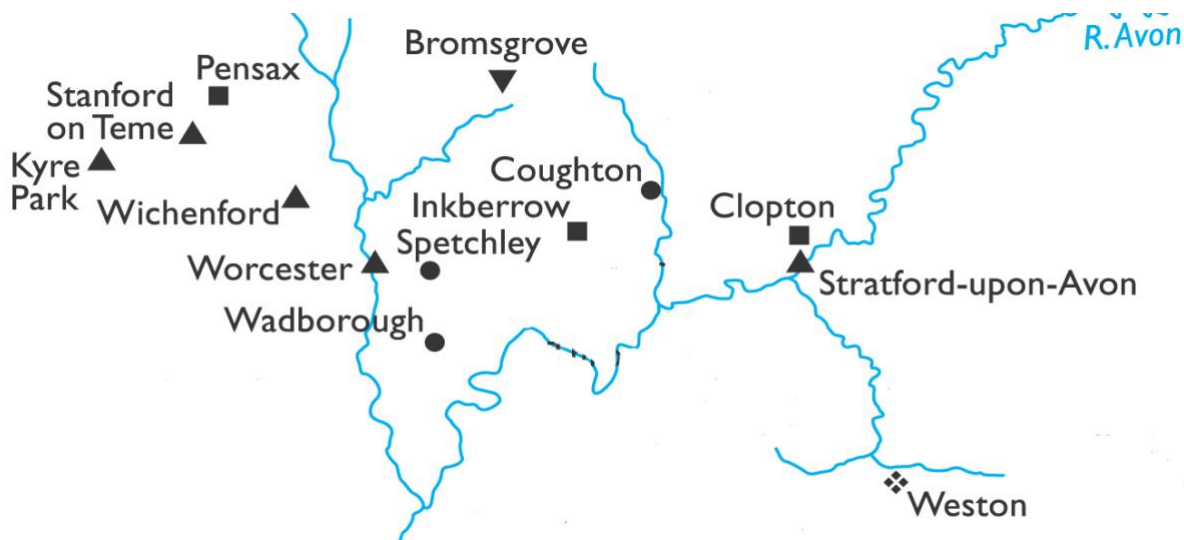 R. Avon
Bromsgrove
Pensax
Stanford
on Teme
Kyre
Park
Coughton
Wichenford
Inkberrow
Clopton
Spetchley
Worcester
Stratford-upon-Avon
Wadborough
Weston